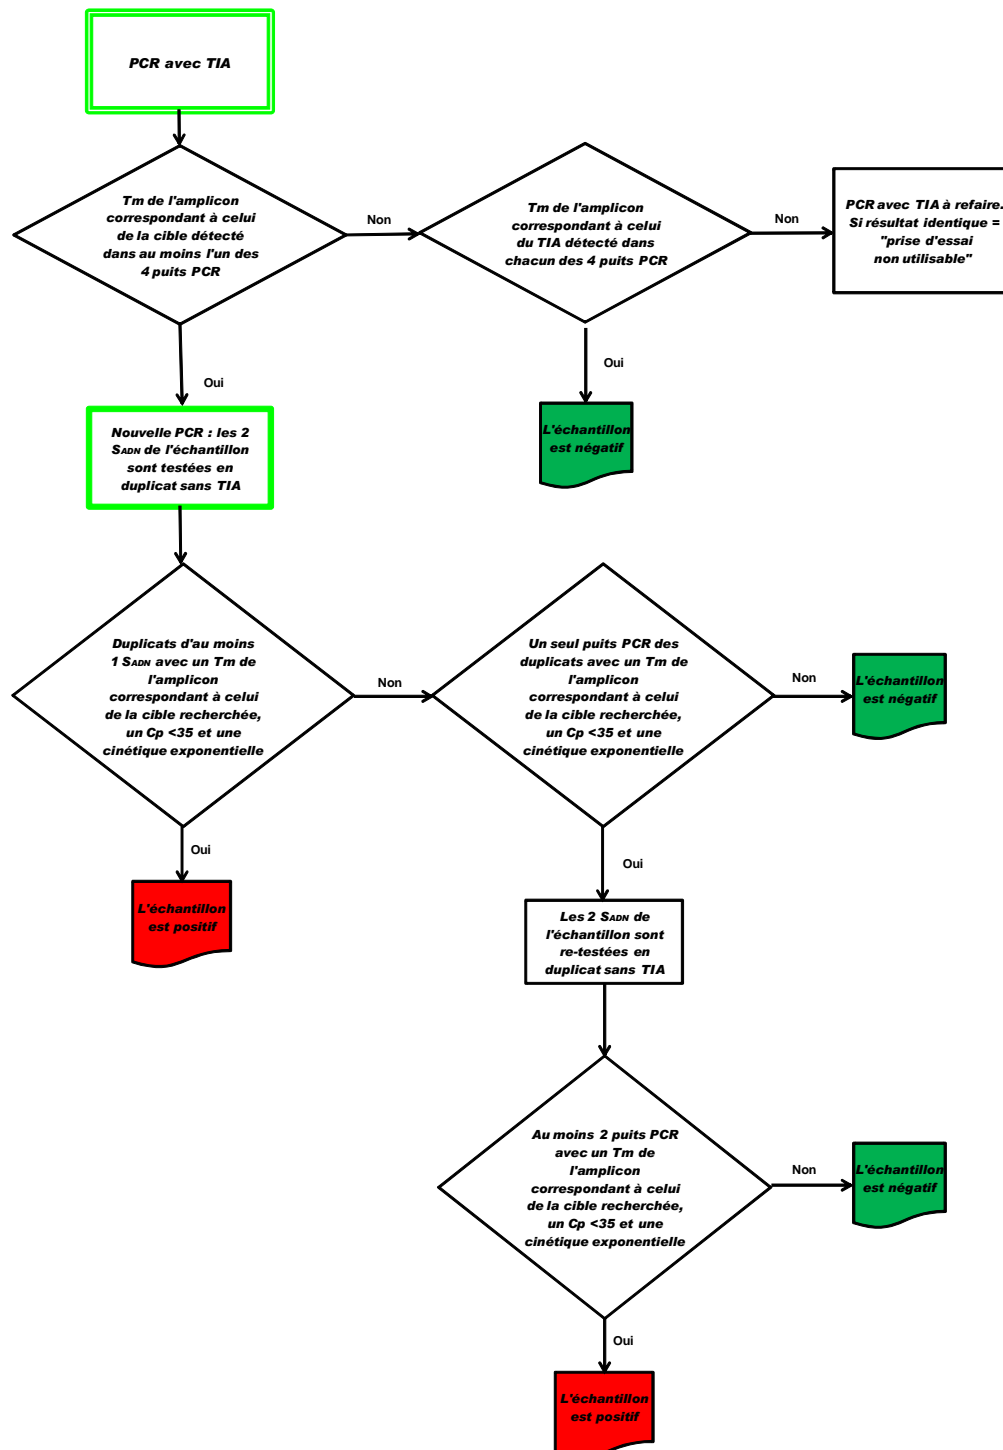 PCR avec TIA
Tm de l'amplicon
correspondant à celui
de la cible détecté
dans au moins l'un des
4 puits PCR
Non
Tm de l'amplicon
correspondant à celui
du TIA détecté dans
chacun des 4 puits PCR
Non
PCR avec TIA à refaire.
Si résultat identique =
"prise d'essai
non utilisable"
Oui
Oui
Nouvelle PCR : les 2
SADN de l'échantillon
sont testées en
duplicat sans TIA
L'échantillon
est négatif
Duplicats d'au moins
1 SADN avec un Tm de
l'amplicon
correspondant à celui
de la cible recherchée,
un Cp <35 et une
cinétique exponentielle
Non
Un seul puits PCR des
duplicats avec un Tm de
l'amplicon
correspondant à celui
de la cible recherchée,
un Cp <35 et une
cinétique exponentielle
Non
L'échantillon
est négatif
Oui
Oui
L'échantillon
est positif
Les 2 SADN de
l'échantillon sont
re-testées en
duplicat sans TIA
Au moins 2 puits PCR
avec un Tm de
l'amplicon
correspondant à celui
de la cible recherchée,
un Cp <35 et une
cinétique exponentielle
Non
L'échantillon
est négatif
Oui
L'échantillon
est positif